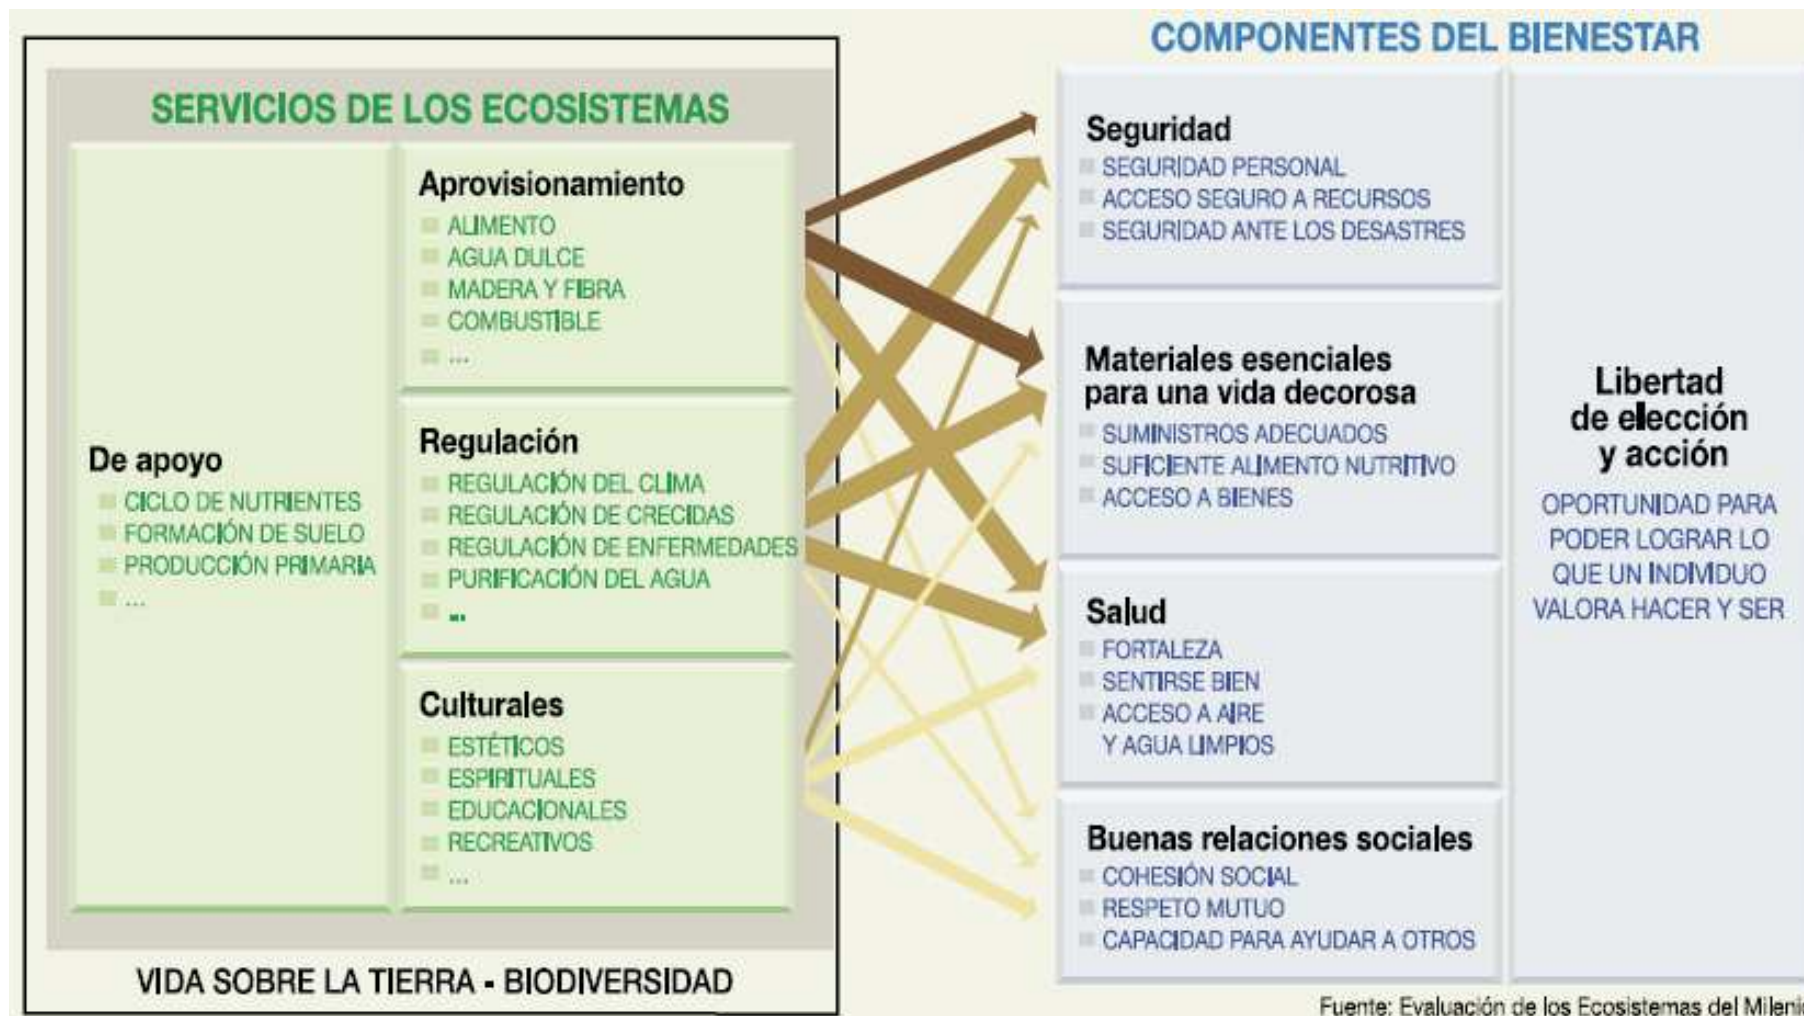 COMPONENTES DEL BIENESTAR
SERVICIOS DE LOS ECOSISTEMAS
De apoyo
CICLO DE NUTRIENTES
FORMACIÓN DE SUELO
PRODUCCIÓN PRIMARIA
...
Aprovisionamiento
ALIMENTO
AGUA DULCE
MADERA Y FIBRA
COMBUSTIBLE
...
Regulación
REGULACIÓN DEL CLIMA
REGULACIÓN DE CRECIDAS
REGULACIÓN DE ENFERMEDADES
PURIFICACIÓN DEL AGUA
...
Culturales
ESTÉTICOS
ESPIRITUALES
EDUCACIONALES
RECREATIVOS
...
VIDA SOBRE LA TIERRA - BIODIVERSIDAD
Seguridad
SEGURIDAD PERSONAL
ACCESO SEGURO A RECURSOS
SEGURIDAD ANTE LOS DESASTRES
Materiales esenciales
para una vida decorosa
SUMINISTROS ADECUADOS
SUFICIENTE ALIMENTO NUTRITIVO
ACCESO A BIENES
Salud
FORTALEZA
SENTIRSE BIEN
ACCESO A AIRE
Y AGUA LIMPIOS
Buenas relaciones sociales
COHESIÓN SOCIAL
RESPETO MUTUO
CAPACIDAD PARA AYUDAR A OTROS
Libertad
de elección
y acción
OPORTUNIDAD PARA
PODER LOGRAR LO
QUE UN INDIVIDUO
VALORA HACER Y SER
Fuente: Evaluación de los Ecosistemas del Mileni